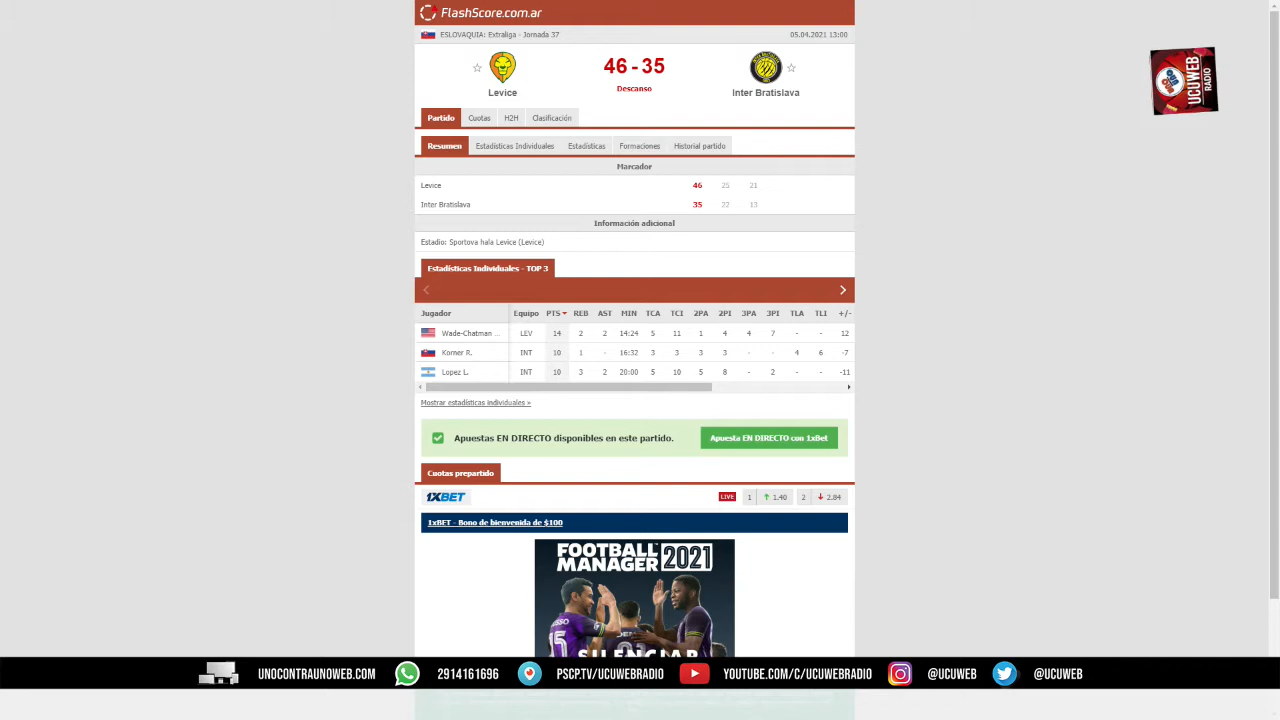 FlashScore.com.ar
ESLOVAQUIA: Extraliga - Jornada 37 05.04.2021 13:00
46 - 35
Descanso
Levice Inter Bratislava
Partido Cuotas H2H Clasificación
Resumen Estadísticas Individuales Estadísticas Formaciones Historial partido
Marcador
Levice 46 25 21
Inter Bratislava 35 22 13
Información adicional
Estadio: Sportova hala Levice (Levice)
Estadísticas Individuales - TOP 3
Jugador Equipo PTS REB AST MIN TCA TCI 2PA 2PI 3PA 3PI TLA TLI +/-
Wade-Chatman ... LEV 14 2 2 14:24 5 11 1 4 4 7 - - 12
Korner R. INT 10 1 - 16:32 3 3 3 3 - - 4 6 -7
Lopez L. INT 10 3 2 20:00 5 10 5 8 - 2 - - -11
Mostrar estadísticas individuales »
Apuestas EN DIRECTO disponibles en este partido. Apuesta EN DIRECTO con 1xBet
Cuotas prepartido
1XBET LIVE 1 1.40 2 2.84
1xBET - Bono de bienvenida de $100
FOOTBALL
MANAGER 2021
SILENCIAR
UCUWEB
RADIO
UNOCONTRAUNOWEB.COM 2914161696 PSCP.TV/UCUWEBRADIO YOUTUBE.COM/C/UCUWEBRADIO @UCUWEB @UCUWEB